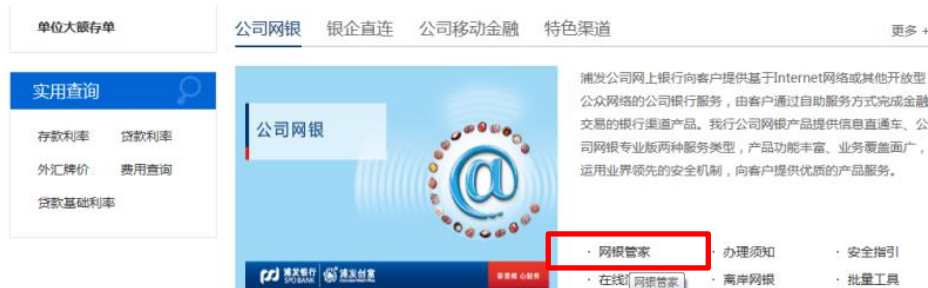 单位大额存单
公司网银 银企直连 公司移动金融 特色渠道 更多 +
实用查询
存款利率 贷款利率
外汇牌价 费用查询
贷款基础利率
公司网银
浦发银行
SPD BANK
浦发创富
新思维 心服务
浦发公司网上银行向客户提供基于Internet网络或其他开放型
公众网络的公司银行服务，由客户通过自助服务方式完成金融
交易的银行渠道产品。我行公司网银产品提供信息直通车、公
司网银专业版两种服务类型，产品功能丰富、业务覆盖面广，
运用业界领先的安全机制，向客户提供优质的产品服务。
· 网银管家 · 办理须知 · 安全指引
· 在线 网银管家 · 离岸网银 · 批量工具